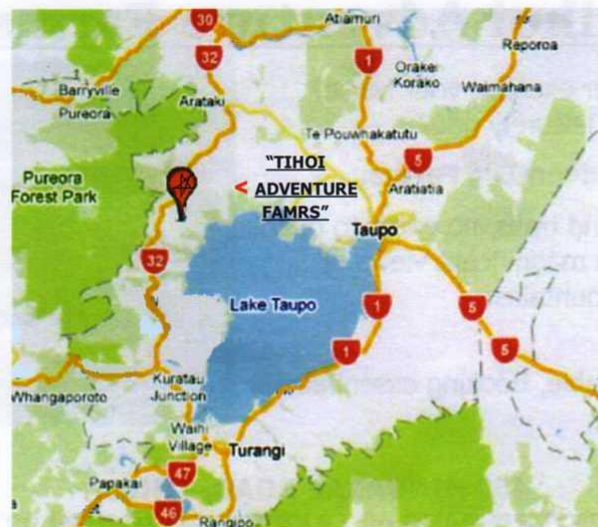 30
Atiamuri
32
1
Orakei
Korako
Reporoa
Barryville
Pureora
Arataki
Waimahana
Te Pouwhakatutu
"TIHOI
< ADVENTURE
FAMRS"
5
Aratiatia
Pureora
Forest Park
Taupo
32
Lake Taupo
1
5
1
5
Kuratau
Junction
Whangaporoto
Waihi
Village
Turangi
47
Papakai
46
Rangipo